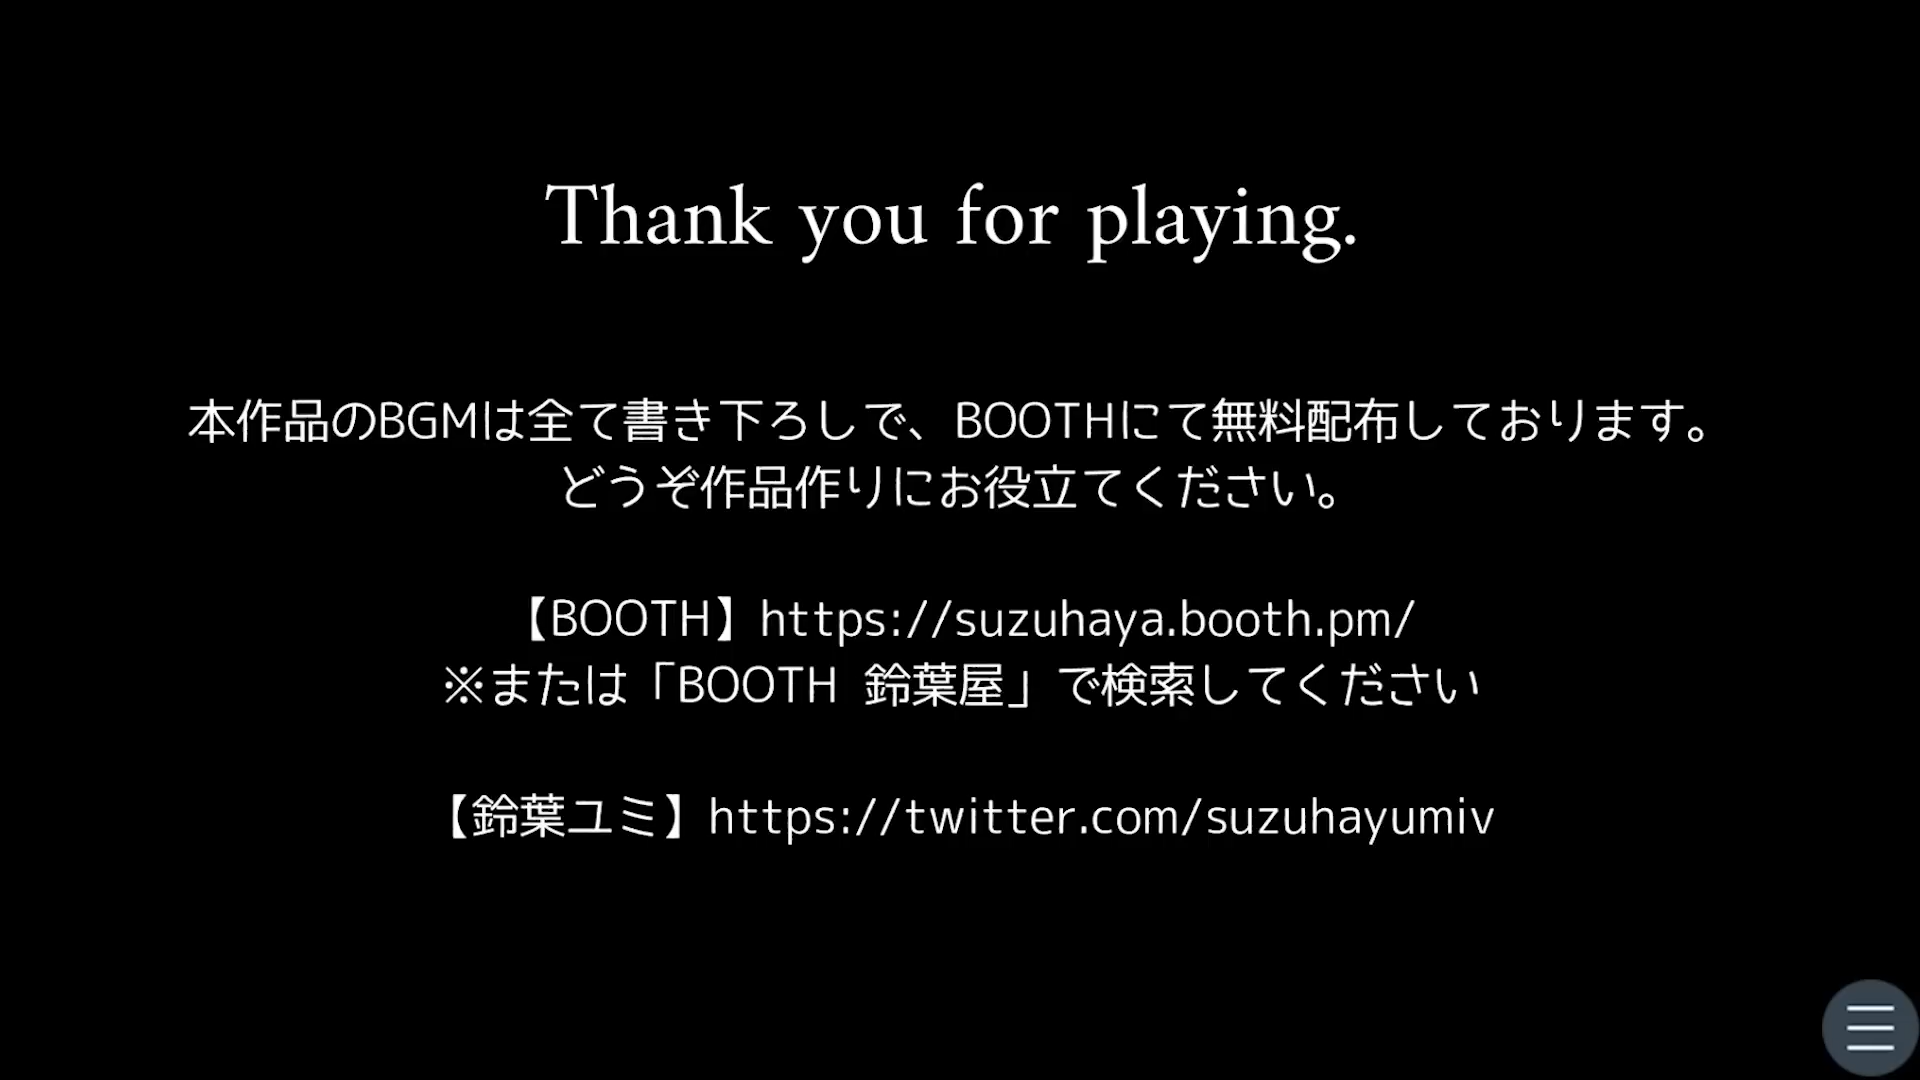 Thank you for playing.
本作品のBGMは全て書き下ろしで、BOOTHにて無料配布しております。
どうぞ作品作りにお役立てください。
【BOOTH】https://suzuhaya.booth.pm/
※または「BOOTH 鈴葉屋」で検索してください
【鈴葉ユミ】https://twitter.com/suzuhayumiv